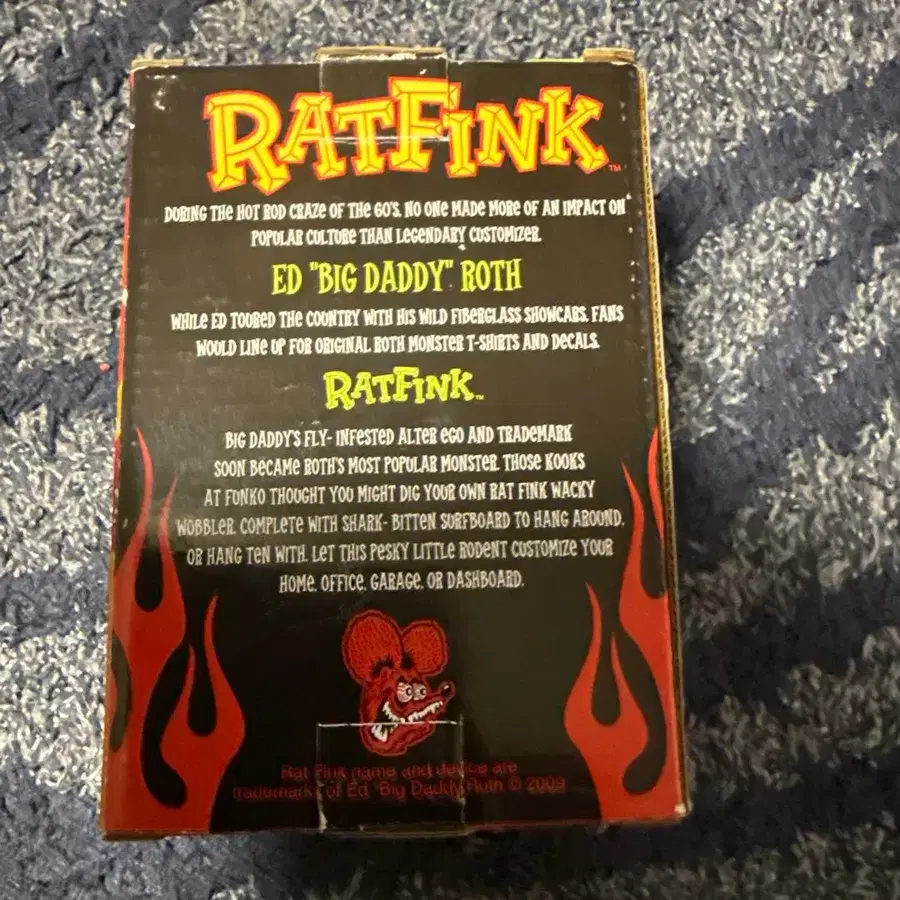 RATFINK™
DURING THE HOT ROD CRAZE OF THE 60'S, NO ONE MADE MORE OF AN IMPACT ON
POPULAR CULTURE THAN LEGENDARY CUSTOMIZER.
ED "BIG DADDY" ROTH
WHILE ED TOURED THE COUNTRY WITH HIS WILD FIBERGLASS SHOWCARS. FANS
WOULD LINE UP FOR ORIGINAL ROTH MONSTER T-SHIRTS AND DECALS.
RATFINK™
BIG DADDY'S FLY- INFESTED ALTER EGO AND TRADEMARK
SOON BECAME ROTH'S MOST POPULAR MONSTER. THOSE KOOKS
AT FUNKO THOUGHT YOU MIGHT DIG YOUR OWN RAT FINK WACKY
WOBBLER. COMPLETE WITH SHARK- BITTEN SURFBOARD TO HANG AROUND,
OR HANG TEN WITH. LET THIS PESKY LITTLE RODENT CUSTOMIZE YOUR
HOME, OFFICE, GARAGE, OR DASHBOARD.
Rat Fink name and device are
trademarks of Ed "Big Daddy" Roth © 2009